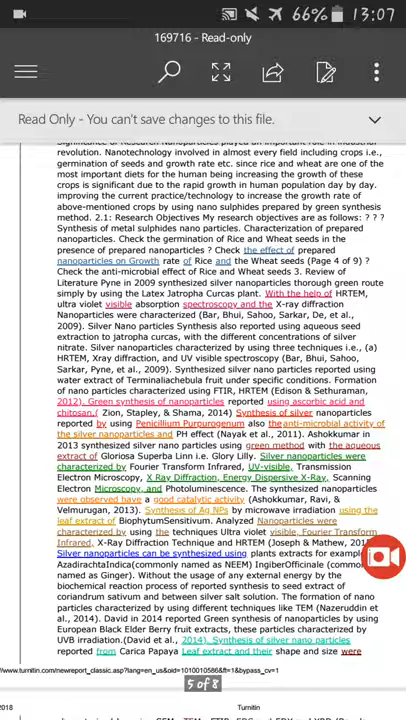 66% 13:07
169716 - Read-only
Read Only - You can't save changes to this file.
Significance of Research Nanoparticles played an important role in industrial
revolution. Nanotechnology involved in almost every field including crops i.e.,
germination of seeds and growth rate etc. since rice and wheat are one of the
most important diets for the human being increasing the growth of these
crops is significant due to the rapid growth in human population day by day.
improving the current practice/technology to increase the growth rate of
above-mentioned crops by using nano sulphides prepared by green synthesis
method. 2.1: Research Objectives My research objectives are as follows: ? ? ?
Synthesis of metal sulphides nano particles. Characterization of prepared
nanoparticles. Check the germination of Rice and Wheat seeds in the
presence of prepared nanoparticles ? Check the effect of prepared
nanoparticles on Growth rate of Rice and the Wheat seeds (Page 4 of 9) ?
Check the anti-microbial effect of Rice and Wheat seeds 3. Review of
Literature Pyne in 2009 synthesized silver nanoparticles thorough green route
simply by using the Latex Jatropha Curcas plant. With the help of HRTEM,
ultra violet visible absorption spectroscopy and the X-ray diffraction
Nanoparticles were characterized (Bar, Bhui, Sahoo, Sarkar, De, et al.,
2009). Silver Nano particles Synthesis also reported using aqueous seed
extraction to jatropha curcas, with the different concentrations of silver
nitrate. Silver nanoparticles characterized by using three techniques i.e., (a)
HRTEM, Xray diffraction, and UV visible spectroscopy (Bar, Bhui, Sahoo,
Sarkar, Pyne, et al., 2009). Synthesized silver nano particles reported using
water extract of Terminaliachebula fruit under specific conditions. Formation
of nano particles characterized using FTIR, HRTEM (Edison & Sethuraman,
2012). Green synthesis of nanoparticles reported using ascorbic acid and
chitosan.( Zion, Stapley, & Shama, 2014) Synthesis of silver nanoparticles
reported by using Penicillium Purpurogenum also the anti-microbial activity of
the silver nanoparticles and PH effect (Nayak et al., 2011). Ashokkumar in
2013 synthesized silver nano particles using green method with the aqueous
extract of Gloriosa Superba Linn i.e. Glory Lilly. Silver nanoparticles were
characterized by Fourier Transform Infrared, UV-visible, Transmission
Electron Microscopy, X Ray Diffraction, Energy Dispersive X-Ray, Scanning
Electron Microscopy, and Photoluminescence. The synthesized nanoparticles
were observed have a good catalytic activity (Ashokkumar, Ravi, &
Velmurugan, 2013). Synthesis of Ag NPs by microwave irradiation using the
leaf extract of BiophytumSensitivum. Analyzed Nanoparticles were
characterized by using the techniques Ultra violet visible, Fourier Transform
Infrared, X-Ray Diffraction Technique and HRTEM (Joseph & Mathew, 201
Silver nanoparticles can be synthesized using plants extracts for exampl
AzadirachtaIndica(commonly named as NEEM) IngiberOfficinale (commo
named as Ginger). Without the usage of any external energy by the
biochemical reaction process of reported synthesis to seed extract of
coriandrum sativum and between silver salt solution. The formation of nano
particles characterized by using different techniques like TEM (Nazeruddin et
al., 2014). David in 2014 reported Green synthesis of nanoparticles by using
European Black Elder Berry fruit extracts, these particles characterized by
UVB irradiation.(David et al., 2014). Synthesis of silver nano particles
reported from Carica Papaya Leaf extract and their shape and size were
//www.turnitin.com/newreport_classic.asp?lang=en_us&oid=1010010586&ft=1&bypass_cv=1
5 of 8
2018 Turnitin